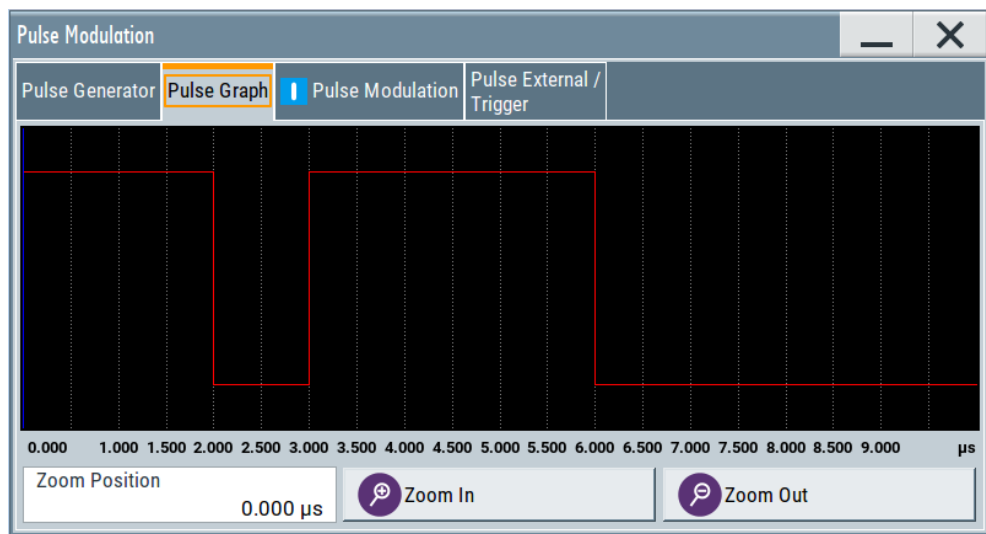 Pulse Modulation
Pulse Generator Pulse Graph Pulse Modulation Pulse External /
Trigger
0.000 1.000 1.500 2.000 2.500 3.000 3.500 4.000 4.500 5.000 5.500 6.000 6.500 7.000 7.500 8.000 8.500 9.000 µs
Zoom Position
0.000 µs
Zoom In
Zoom Out